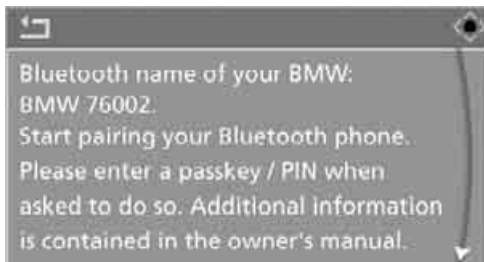 Bluetooth name of your BMW:
BMW 76002.
Start pairing your Bluetooth phone.
Please enter a passkey / PIN when
asked to do so. Additional information
is contained in the owner's manual.